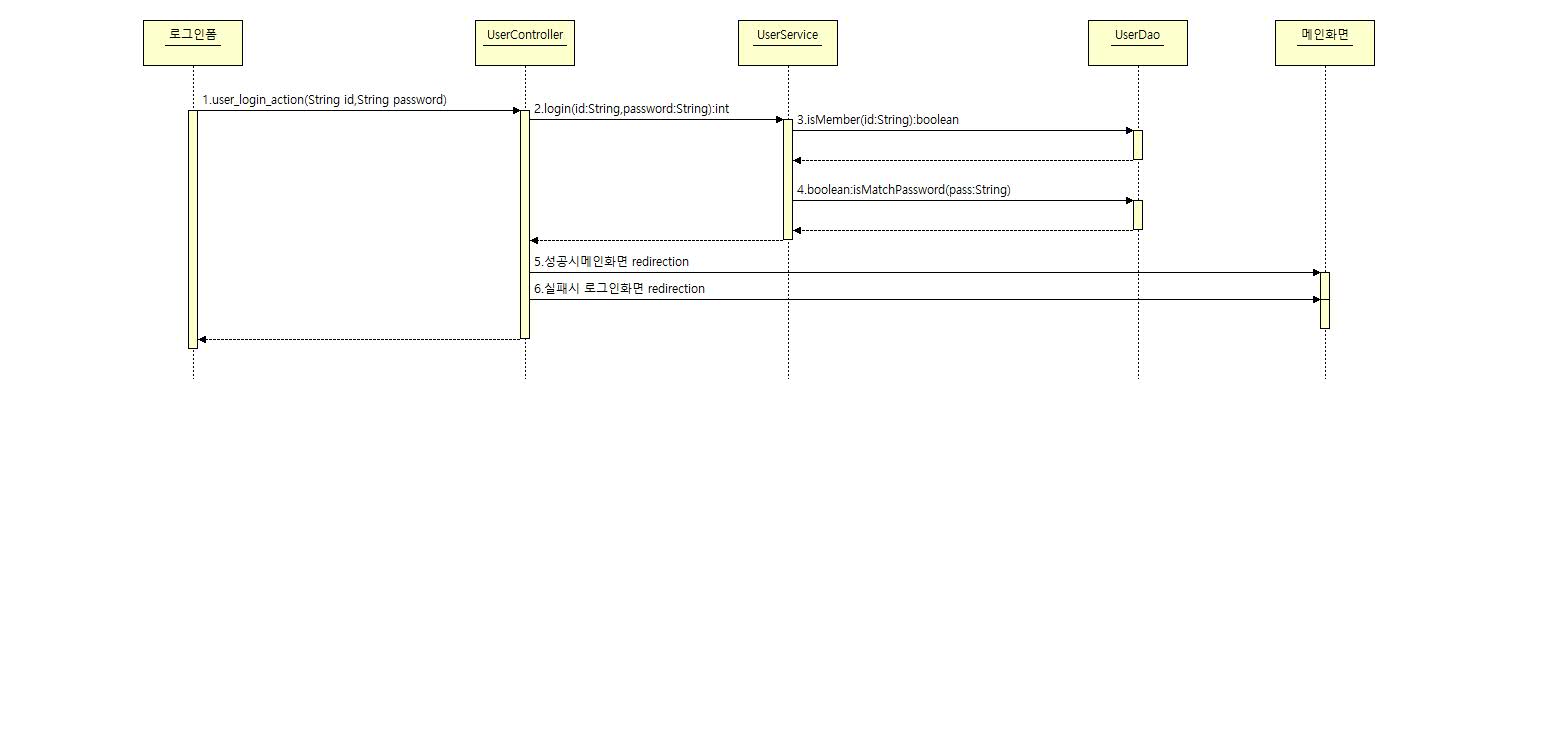 로그인폼
UserController
UserService
UserDao
메인화면
1.user_login_action(String id,String password)
2.login(id:String,password:String):int
3.isMember(id:String):boolean
4.boolean:isMatchPassword(pass:String)
5.성공시메인화면 redirection
6.실패시 로그인화면 redirection